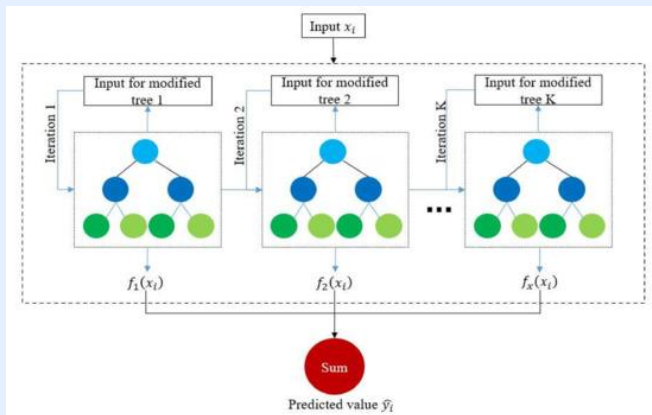 Input xᵢ
Input for modified
tree 1
Input for modified
tree 2
Input for modified
tree K
Iteration 1
Iteration 2
Iteration K
...
f₁(xᵢ)
f₂(xᵢ)
fₓ(xᵢ)
Sum
Predicted value ŷᵢ